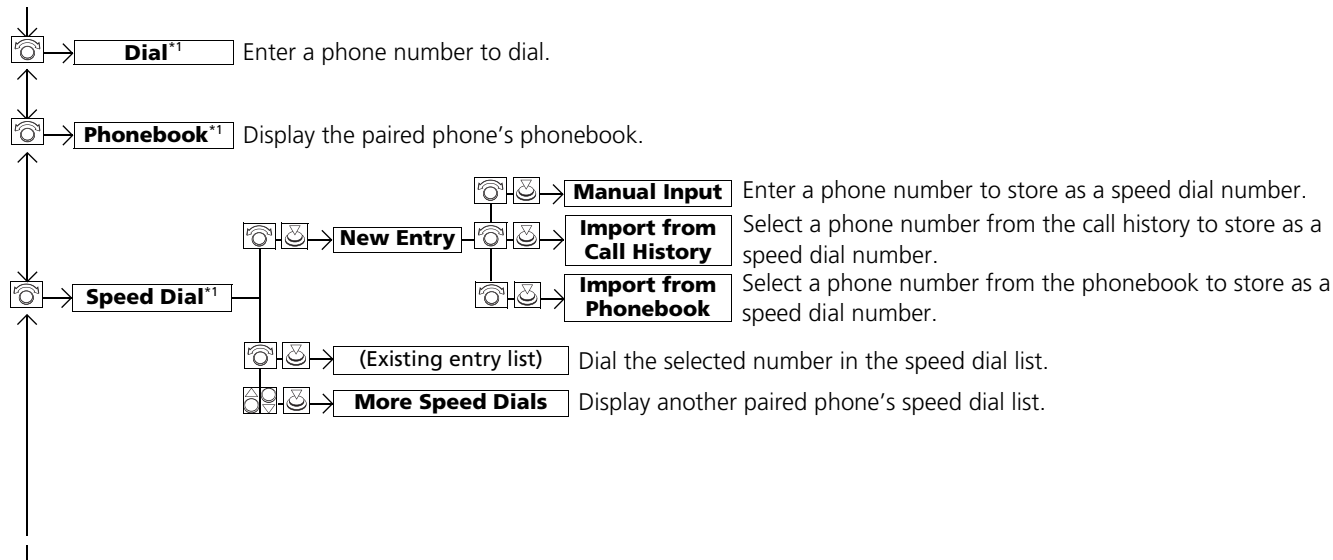 Dial*1 Enter a phone number to dial.
Phonebook*1 Display the paired phone’s phonebook.
Manual Input Enter a phone number to store as a speed dial number.
New Entry
Import from
Call History
Select a phone number from the call history to store as a
speed dial number.
Speed Dial*1
Import from
Phonebook
Select a phone number from the phonebook to store as a
speed dial number.
(Existing entry list) Dial the selected number in the speed dial list.
More Speed Dials Display another paired phone’s speed dial list.